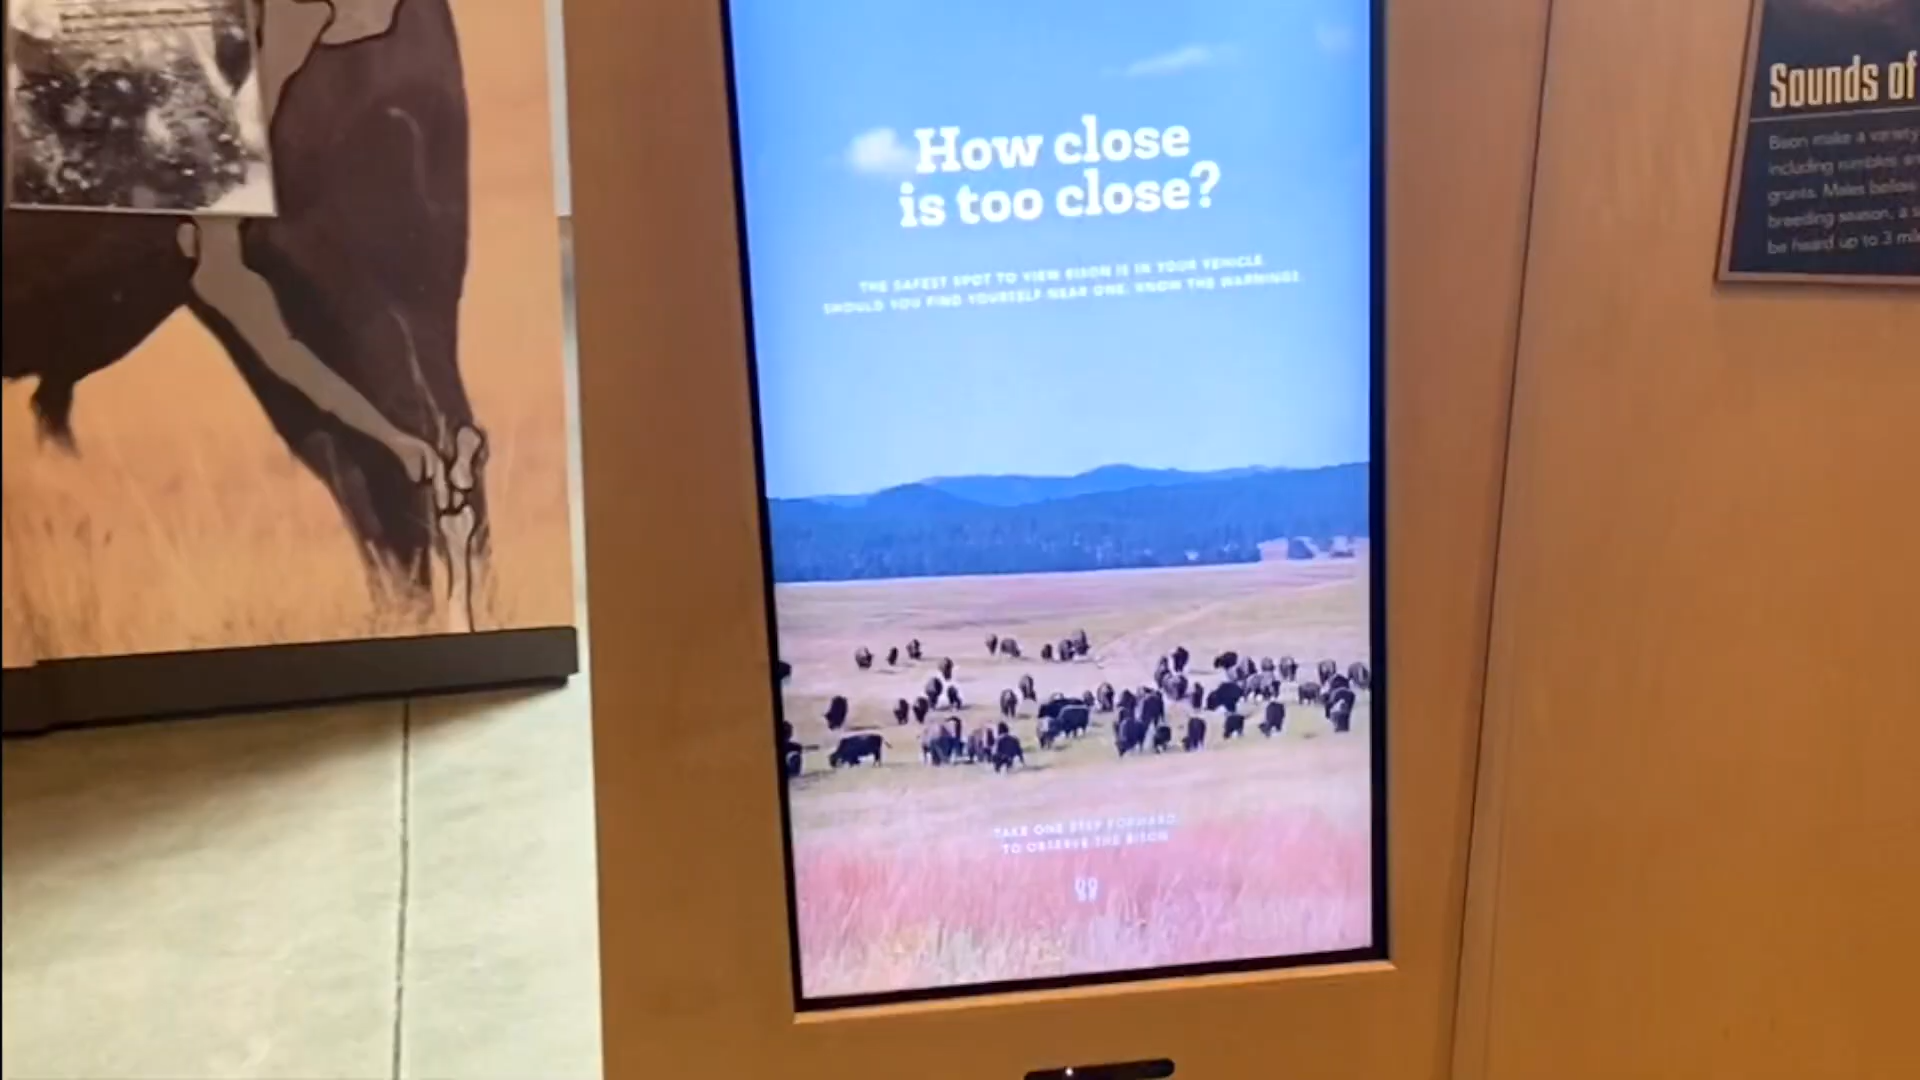 How close
is too close?
THE SAFEST SPOT TO VIEW BISON IS IN YOUR VEHICLE.
SHOULD YOU FIND YOURSELF NEAR ONE, KNOW THE WARNINGS.
TAKE ONE STEP FORWARD
TO OBSERVE THE BISON
Sounds of
Bison make a variety
including rumbles
grunts. Males bellow
breeding season, a
be heard up to 3